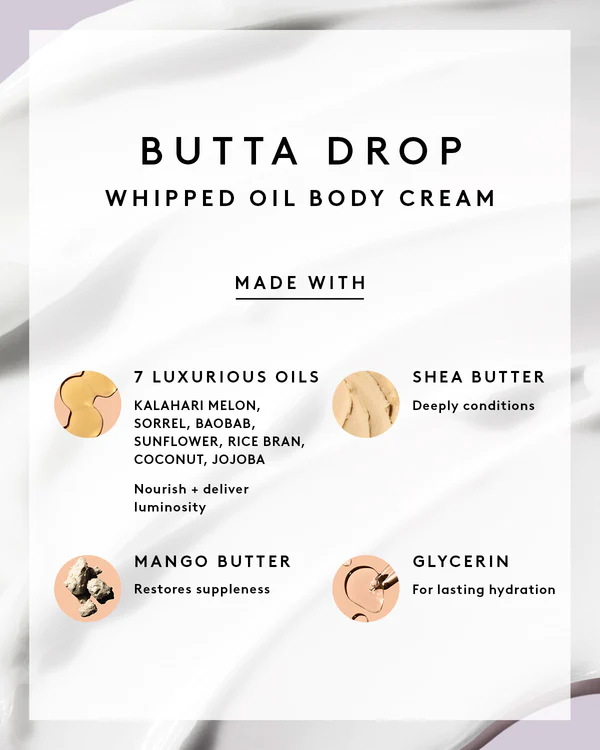 BUTTA DROP
WHIPPED OIL BODY CREAM
MADE WITH
7 LUXURIOUS OILS
KALAHARI MELON,
SORREL, BAOBAB,
SUNFLOWER, RICE BRAN,
COCONUT, JOJOBA
Nourish + deliver
luminosity
SHEA BUTTER
Deeply conditions
MANGO BUTTER
Restores suppleness
GLYCERIN
For lasting hydration